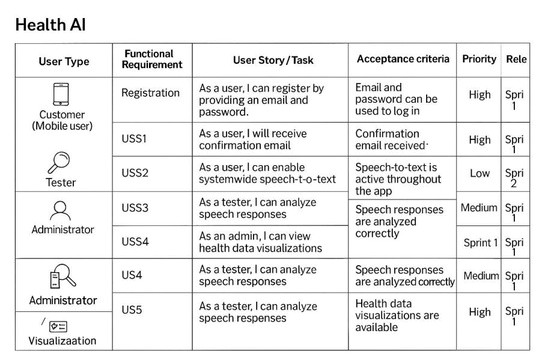 Health AI
User Type
Functional
Requirement
User Story/Task
Acceptance criteria
Priority
Rele
Customer
(Mobile user)
Registration
As a user, I can register by
providing an email and
password.
Email and
password can be
used to log in
High
Spri
1
USS1
As a user, I will receive
confirmation email
Confirmation
email received·
High
Spri
1
Tester
USS2
As a user, I can enable
systemwide speech-t-o-text
Speech-to-text is
active throughout
the app
Low
Spri
2
Administrator
USS3
As a tester, I can analyze
speech responses
Speech responses
are analyzed
correctly
Medium
Spri
1
USS4
As an admin, I can view
health data visualizations
Sprint 1
Spri
1
Administrator
US4
As a tester, I can analyze
speech responses
Speech responses
are analyzed correctly
Medium
Spri
1
Visualizaation
US5
As a tester, I can analyze
speech respenses
Health data
visualizations are
available
High
Spri
1